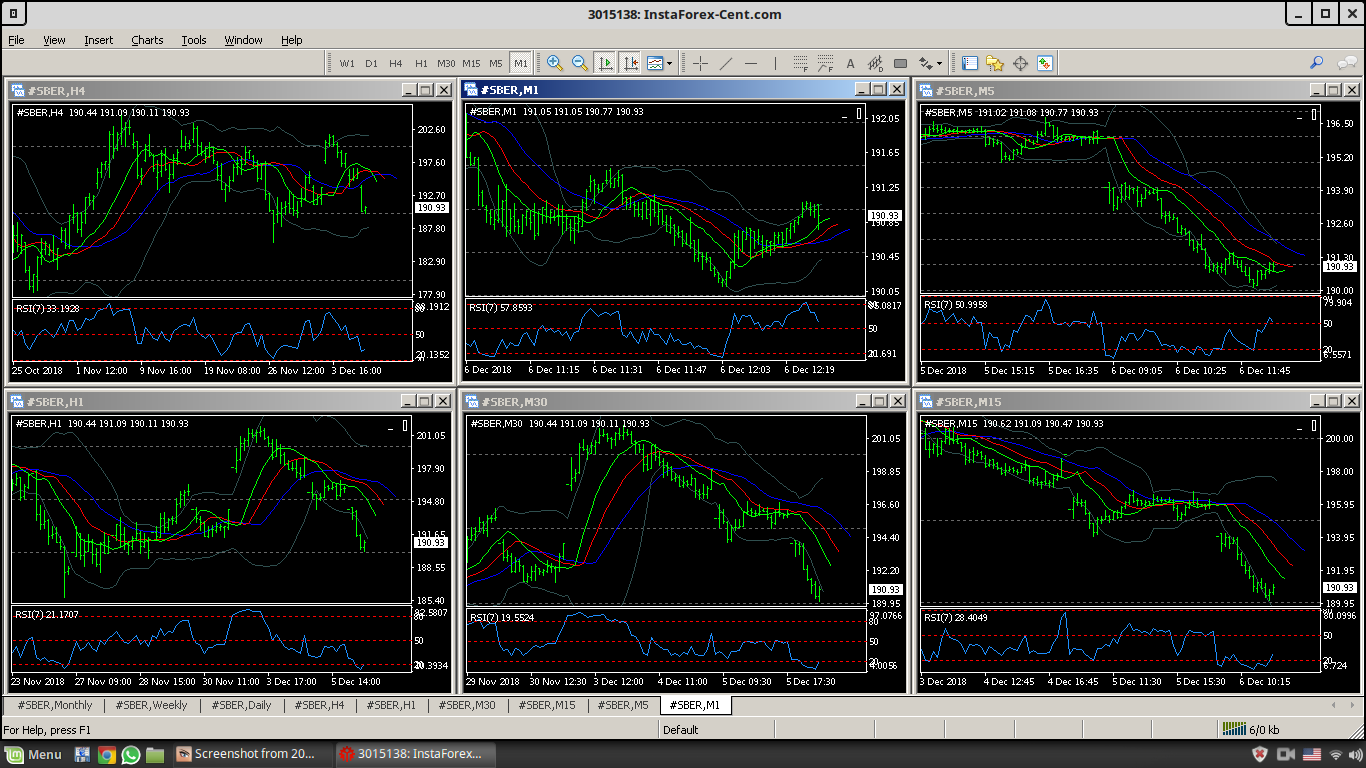 3015138: InstaForex-Cent.com
File View Insert Charts Tools Window Help
W1 D1 H4 H1 M30 M15 M5 M1
A
#SBER,H4
#SBER,H4 190.44 191.09 190.11 190.93
202.60
197.60
192.70
190.93
187.80
182.90
177.90
RSI(7) 33.1928
50
25 Oct 2018 1 Nov 12:00 9 Nov 16:00 19 Nov 08:00 26 Nov 12:00 3 Dec 16:00
#SBER,M1
#SBER,M1 191.05 191.05 190.77 190.93
192.05
191.65
191.25
190.93
190.85
190.45
190.05
RSI(7) 57.8593
50
6 Dec 2018 6 Dec 11:15 6 Dec 11:31 6 Dec 11:47 6 Dec 12:03 6 Dec 12:19
#SBER,M5
#SBER,M5 191.02 191.08 190.77 190.93
196.50
195.20
193.90
192.60
191.30
190.93
190.00
RSI(7) 50.9958
79.904
50
20
6.5571
5 Dec 2018 5 Dec 15:15 5 Dec 16:35 6 Dec 09:05 6 Dec 10:25 6 Dec 11:45
#SBER,H1
#SBER,H1 190.44 191.09 190.11 190.93
201.05
197.90
194.80
191.65
190.93
188.55
185.40
RSI(7) 21.1707
80
50
23 Nov 2018 27 Nov 09:00 28 Nov 15:00 30 Nov 11:00 3 Dec 17:00 5 Dec 14:00
#SBER,M30
#SBER,M30 190.44 191.09 190.11 190.93
201.05
198.85
196.60
194.40
192.20
190.93
189.95
RSI(7) 19.5524
80
50
29 Nov 2018 30 Nov 12:30 3 Dec 12:00 4 Dec 11:00 5 Dec 09:30 5 Dec 17:30
#SBER,M15
#SBER,M15 190.62 191.09 190.47 190.93
200.00
198.00
195.95
193.95
191.95
190.93
189.95
RSI(7) 28.4049
50
20
6.724
3 Dec 2018 4 Dec 12:45 4 Dec 16:45 5 Dec 11:30 5 Dec 15:30 6 Dec 10:15
#SBER,Monthly #SBER,Weekly #SBER,Daily #SBER,H4 #SBER,H1 #SBER,M30 #SBER,M15 #SBER,M5 #SBER,M1
For Help, press F1 Default 6/0 kb
Menu Screenshot from 20... 3015138: InstaForex...